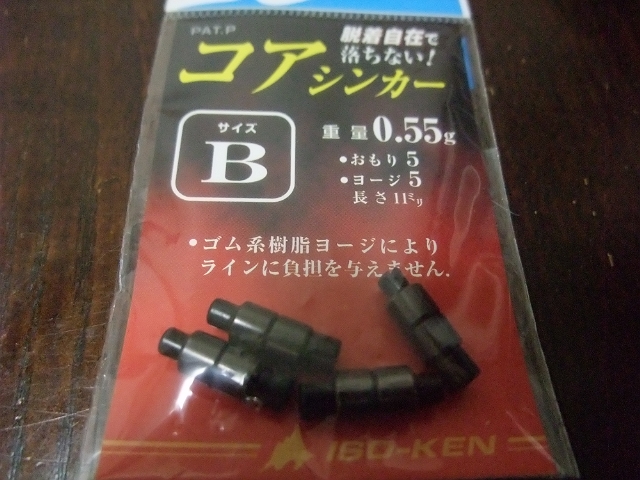 PAT.P
脱着自在で
落ちない!
コアシンカー
サイズ
B
重量0.55g
•おもり5
•ヨージ5
長さ11ミリ
•ゴム系樹脂ヨージにより
ラインに負担を与えません.
ISO-KEN